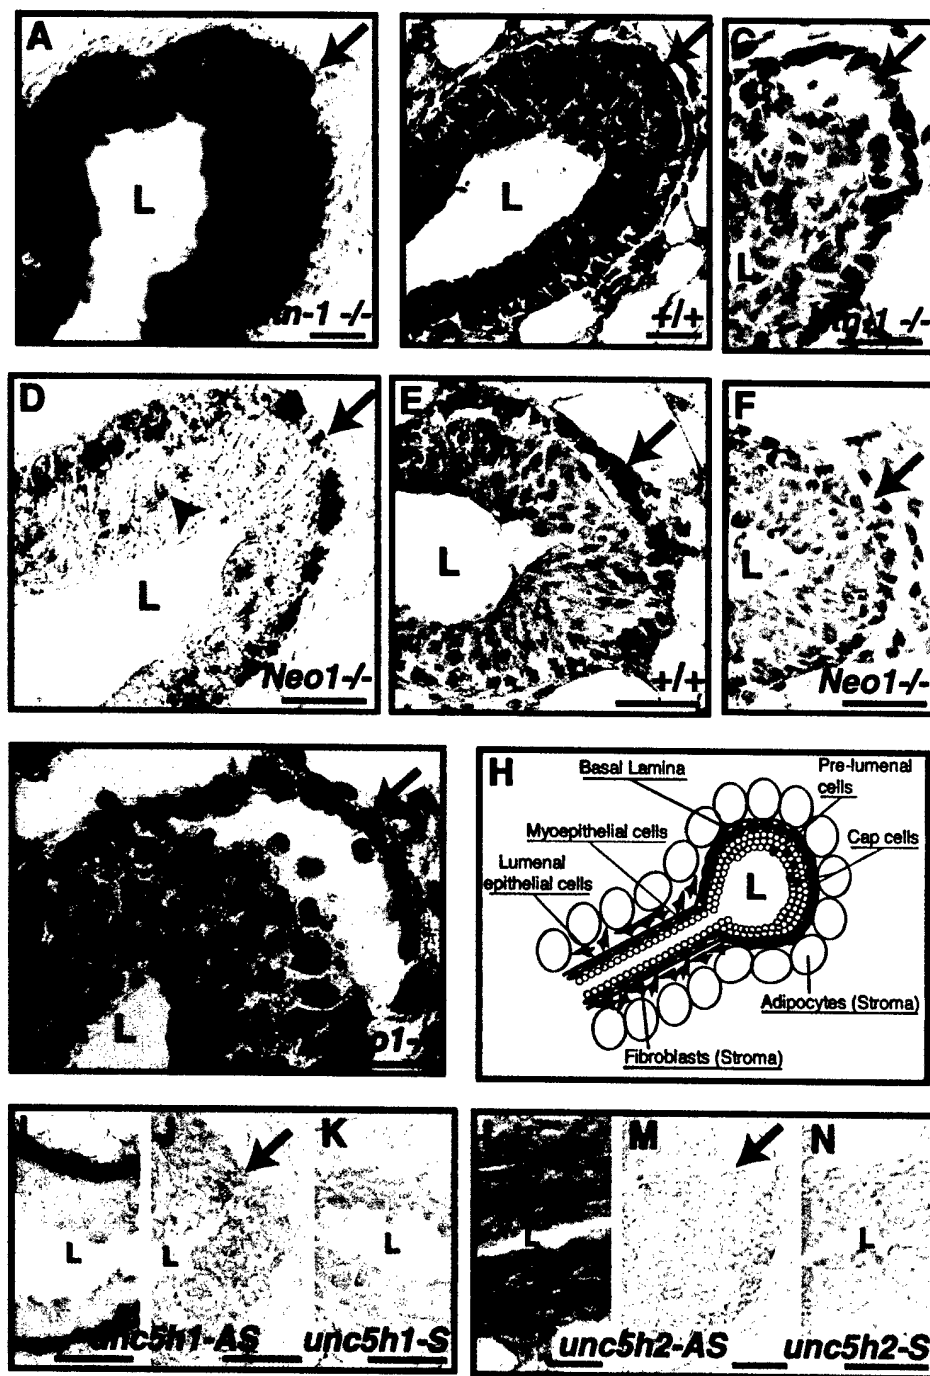 A
L
-/-
B
L
+/+
C
L
-1 -/-
D
L
Neo1-/-
E
L
+/+
F
L
Neo1-/-
L
H
Basal Lamina
Pre-lumenal
cells
Myoepithelial cells
Cap cells
Lumenal
epithelial cells
L
Adipocytes (Stroma)
Fibroblasts (Stroma)
J
K
L
L
L
unc5h1-AS
unc5h1-S
L
M
N
L
L
unc5h2-AS
unc5h2-S